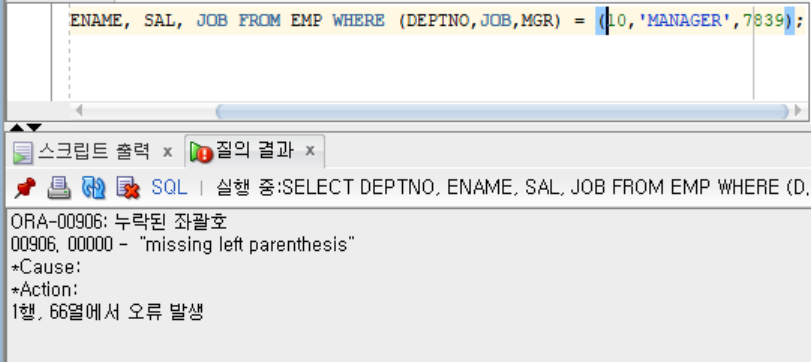 ENAME, SAL, JOB FROM EMP WHERE (DEPTNO,JOB,MGR) = (10,'MANAGER',7839);
스크립트 출력 x 질의 결과 x
SQL | 실행 중:SELECT DEPTNO, ENAME, SAL, JOB FROM EMP WHERE (D,
ORA-00906: 누락된 좌괄호
00906, 00000 - "missing left parenthesis"
*Cause:
*Action:
1행, 66열에서 오류 발생